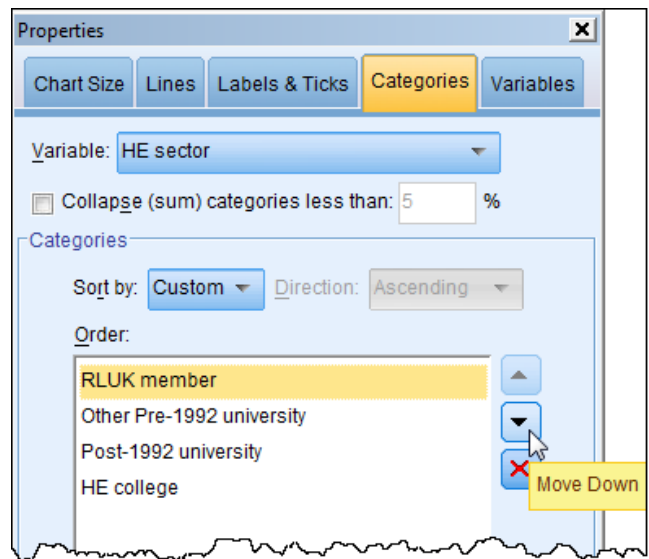 Properties
Chart Size Lines Labels & Ticks Categories Variables
Variable: HE sector
Collapse (sum) categories less than: 5 %
Categories
Sort by: Custom Direction: Ascending
Order:
RLUK member
Other Pre-1992 university
Post-1992 university
HE college
Move Down